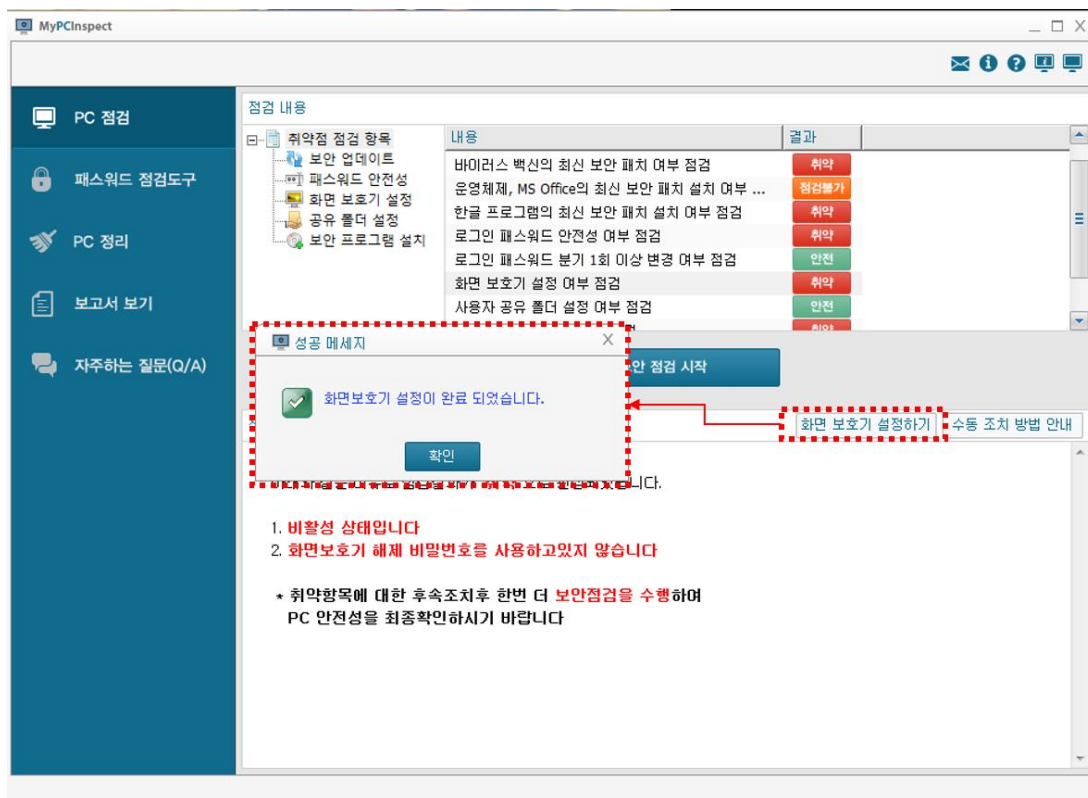 MyPCInspect
PC 점검
패스워드 점검도구
PC 정리
보고서 보기
자주하는 질문(Q/A)
점검 내용
취약점 점검 항목
보안 업데이트
패스워드 안전성
화면 보호기 설정
공유 폴더 설정
보안 프로그램 설치
내용 결과
바이러스 백신의 최신 보안 패치 여부 점검 취약
운영체제, MS Office의 최신 보안 패치 설치 여부 ... 점검불가
한글 프로그램의 최신 보안 패치 설치 여부 점검 취약
로그인 패스워드 안전성 여부 점검 취약
로그인 패스워드 분기 1회 이상 변경 여부 점검 안전
화면 보호기 설정 여부 점검 취약
사용자 공유 폴더 설정 여부 점검 안전
취약
점검 시작
성공 메세지
화면보호기 설정이 완료 되었습니다.
확인
화면 보호기 설정하기 수동 조치 방법 안내
1. 비활성 상태입니다
2. 화면보호기 해제 비밀번호를 사용하고있지 않습니다
* 취약항목에 대한 후속조치후 한번 더 보안점검을 수행하여
PC 안전성을 최종확인하시기 바랍니다